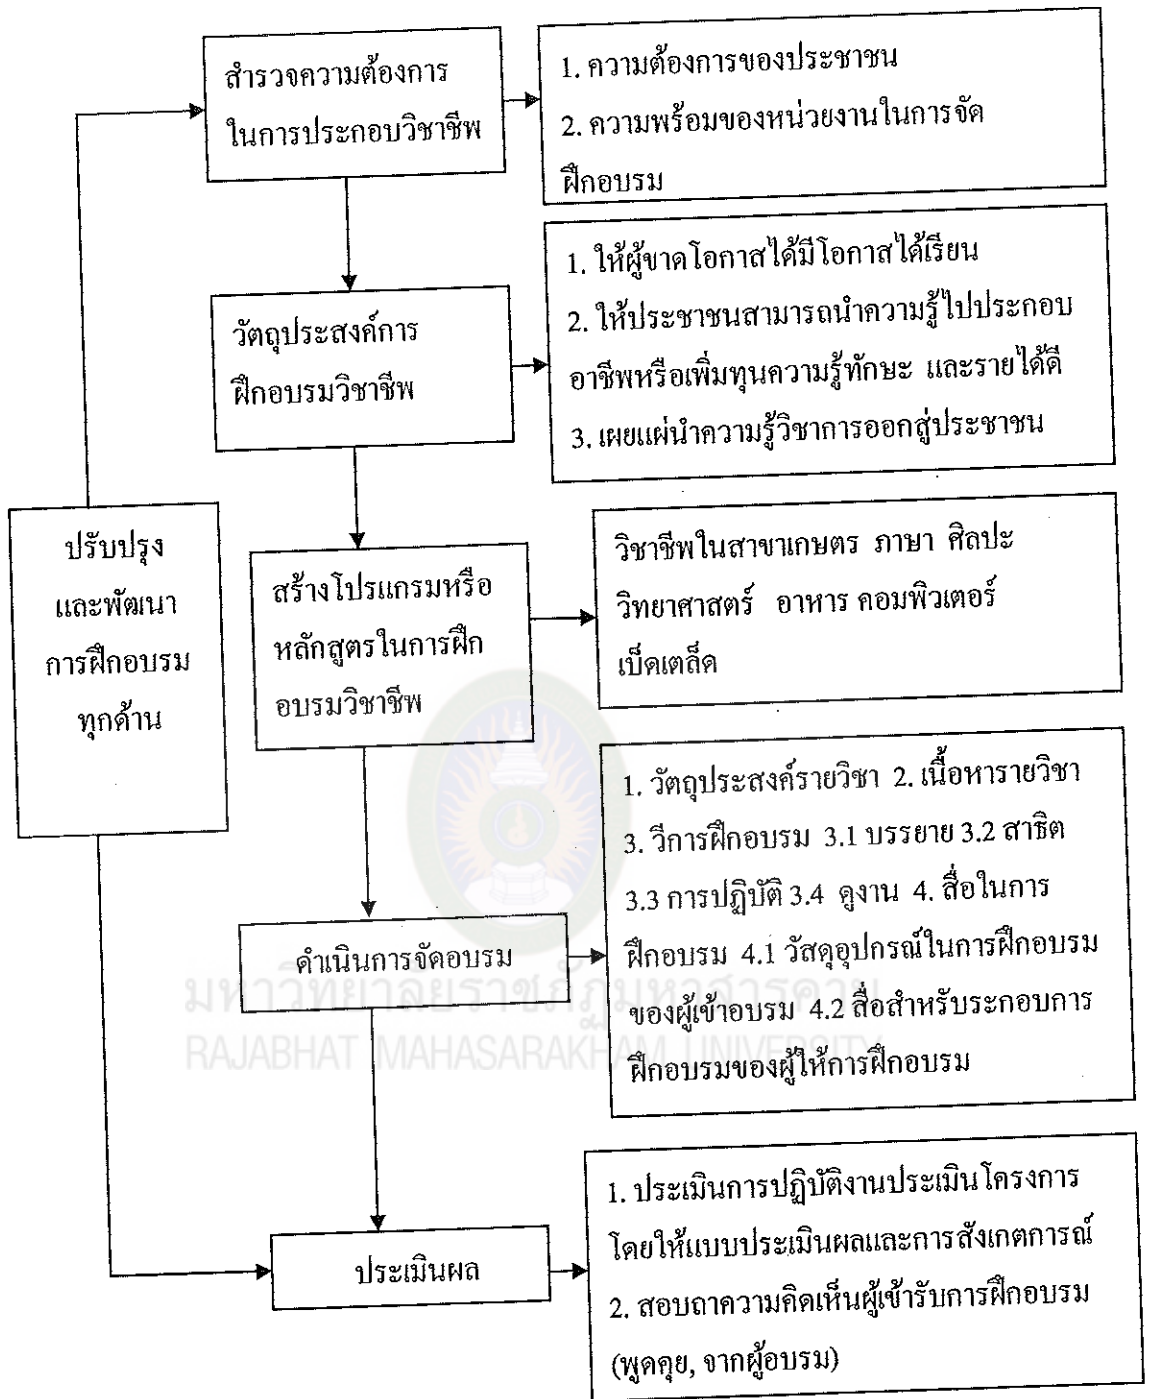 สำรวจความต้องการ
ในการประกอบวิชาชีพ
1. ความต้องการของประชาชน
2. ความพร้อมของหน่วยงานในการจัด
ฝึกอบรม
วัตถุประสงค์การ
ฝึกอบรมวิชาชีพ
1. ให้ผู้ขาดโอกาสได้มีโอกาสได้เรียน
2. ให้ประชาชนสามารถนำความรู้ไปประกอบ
อาชีพหรือเพิ่มทุนความรู้ทักษะ และรายได้ดี
3. เผยแผ่นำความรู้วิชาการออกสู่ประชาชน
ปรับปรุง
และพัฒนา
การฝึกอบรม
ทุกด้าน
สร้างโปรแกรมหรือ
หลักสูตรในการฝึก
อบรมวิชาชีพ
วิชาชีพในสาขาเกษตร ภาษา ศิลปะ
วิทยาศาสตร์ อาหาร คอมพิวเตอร์
เบ็ดเตล็ด
ดำเนินการจัดอบรม
1. วัตถุประสงค์รายวิชา 2. เนื้อหารายวิชา
3. วีการฝึกอบรม 3.1 บรรยาย 3.2 สาธิต
3.3 การปฏิบัติ 3.4 ดูงาน 4. สื่อในการ
ฝึกอบรม 4.1 วัสดุอุปกรณ์ในการฝึกอบรม
ของผู้เข้าอบรม 4.2 สื่อสำหรับระกอบการ
ฝึกอบรมของผู้ให้การฝึกอบรม
มหาวิทยาลัยราชภัฏมหาสารคาม
RAJABHAT MAHASARAKHAM UNIVERSITY
ประเมินผล
1. ประเมินการปฏิบัติงานประเมินโครงการ
โดยให้แบบประเมินผลและการสังเกตการณ์
2. สอบถาความคิดเห็นผู้เข้ารับการฝึกอบรม
(พูดคุย, จากผู้อบรม)